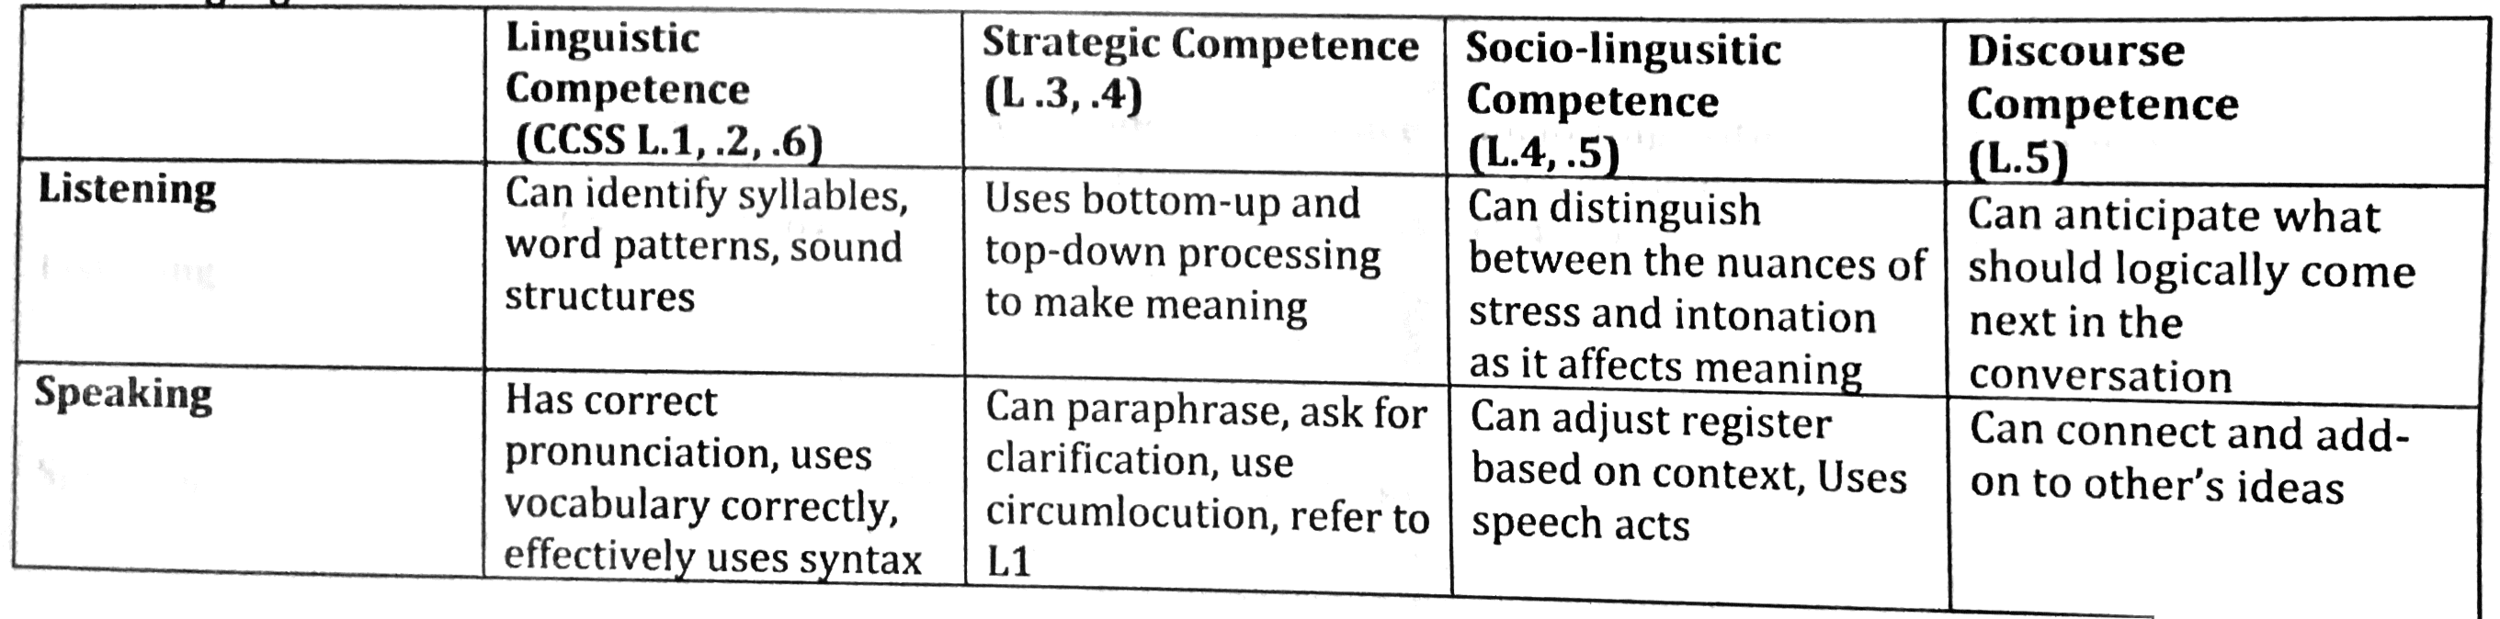 Linguistic
Competence
(CCSS L.1, .2, .6)
Strategic Competence
(L .3, .4)
Socio-lingusitic
Competence
(L.4, .5)
Discourse
Competence
(L.5)
Listening
Can identify syllables,
word patterns, sound
structures
Uses bottom-up and
top-down processing
to make meaning
Can distinguish
between the nuances of
stress and intonation
as it affects meaning
Can anticipate what
should logically come
next in the
conversation
Speaking
Has correct
pronunciation, uses
vocabulary correctly,
effectively uses syntax
Can paraphrase, ask for
clarification, use
circumlocution, refer to
L1
Can adjust register
based on context, Uses
speech acts
Can connect and add-
on to other's ideas